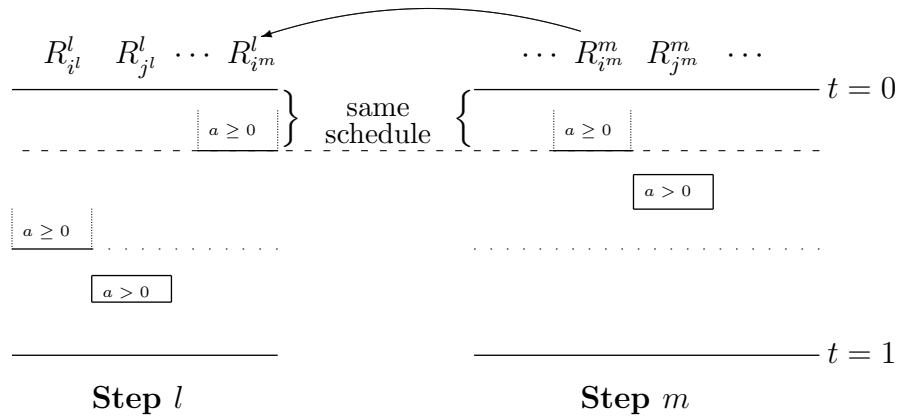 $R^l_{i^l}$ $R^l_{j^l}$ ⋯ $R^l_{i^m}$ ⋯ $R^m_{i^m}$ $R^m_{j^m}$ ⋯
t = 0
same
schedule
a ≥ 0 a ≥ 0
a > 0
a ≥ 0
a > 0
t = 1
Step l Step m